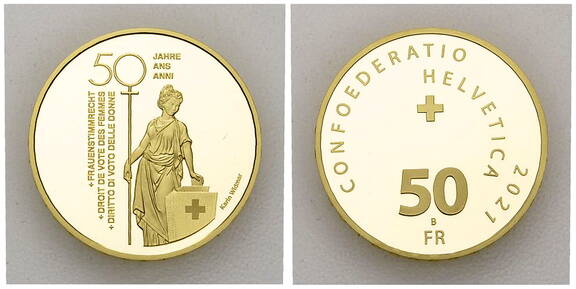 50
JAHRE
ANS
ANNI
+FRAUENSTIMMRECHT
+DROIT DE VOTE DES FEMMES
+DIRITTO DI VOTO DELLE DONNE
Karin Widmer
CONFOEDERATIO
HELVETICA 2021
50
B
FR